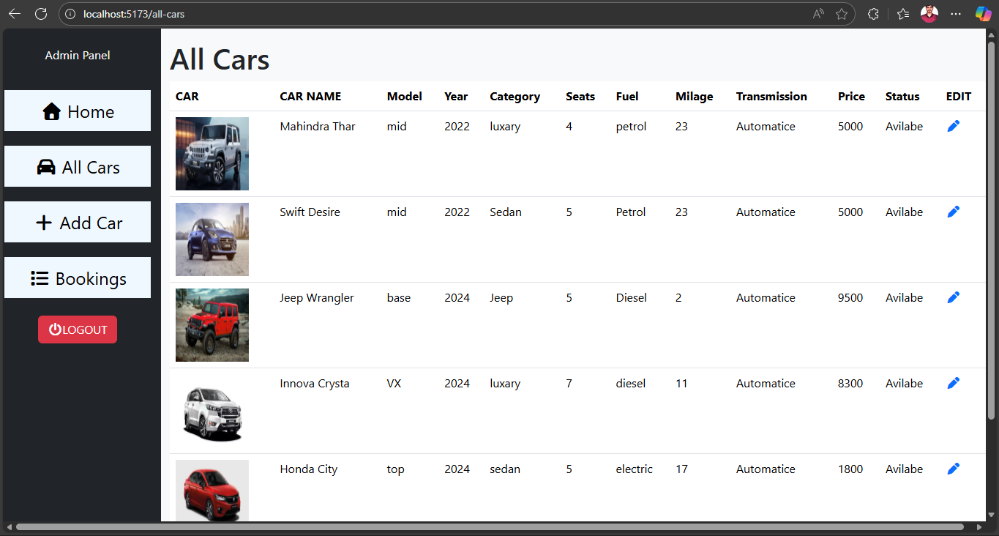 localhost:5173/all-cars
Admin Panel
Home
All Cars
Add Car
Bookings
LOGOUT
All Cars
CAR CAR NAME Model Year Category Seats Fuel Milage Transmission Price Status EDIT
Mahindra Thar mid 2022 luxary 4 petrol 23 Automatice 5000 Avilabe
Swift Desire mid 2022 Sedan 5 Petrol 23 Automatice 5000 Avilabe
Jeep Wrangler base 2024 Jeep 5 Diesel 2 Automatice 9500 Avilabe
Innova Crysta VX 2024 luxary 7 diesel 11 Automatice 8300 Avilabe
Honda City top 2024 sedan 5 electric 17 Automatice 1800 Avilabe